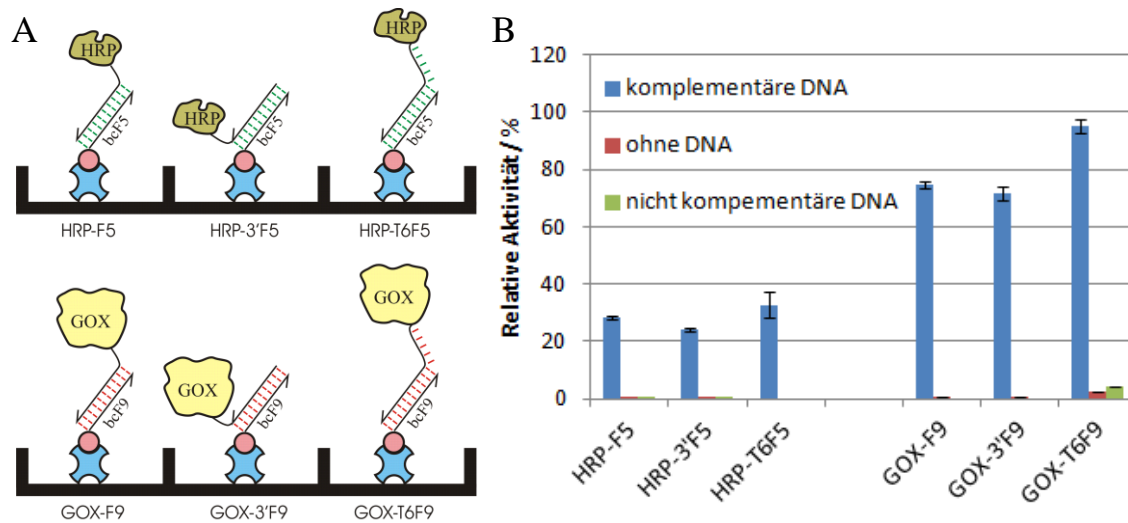 A
HRP
bcF5
HRP-F5
HRP
bcF5
HRP-3'F5
HRP
bcF5
HRP-T6F5
GOX
bcF9
GOX-F9
GOX
bcF9
GOX-3'F9
GOX
bcF9
GOX-T6F9
B
Relative Aktivität / %
120
100
80
60
40
20
0
komplementäre DNA
ohne DNA
nicht kompementäre DNA
HRP-F5
HRP-3'F5
HRP-T6F5
GOX-F9
GOX-3'F9
GOX-T6F9